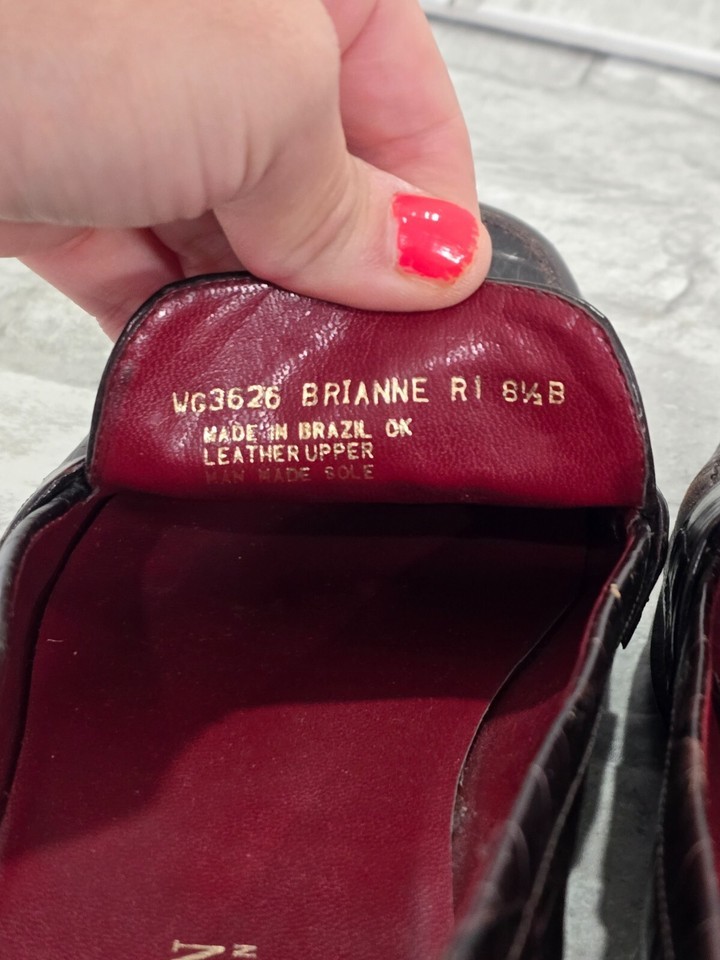 WG3626 BRIANNE R1 8½B
MADE IN BRAZIL OK
LEATHER UPPER
MAN MADE SOLE